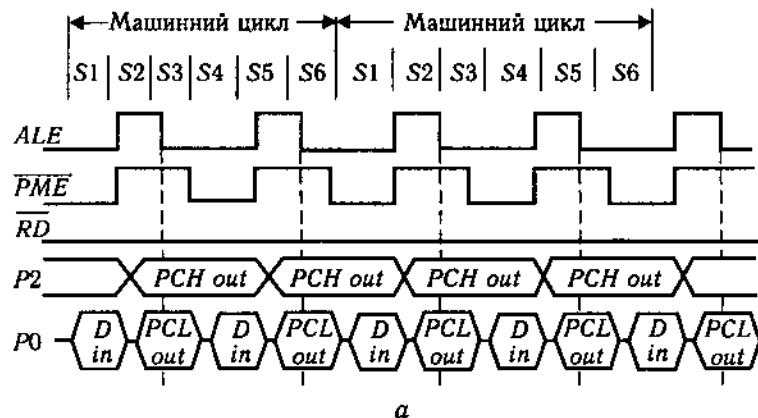 Машинний цикл Машинний цикл
S1 S2 S3 S4 S5 S6 S1 S2 S3 S4 S5 S6
ALE
PME
RD
P2 PCH out PCH out PCH out PCH out
P0 D in PCL out D in PCL out D in PCL out D in PCL out D in PCL out
а